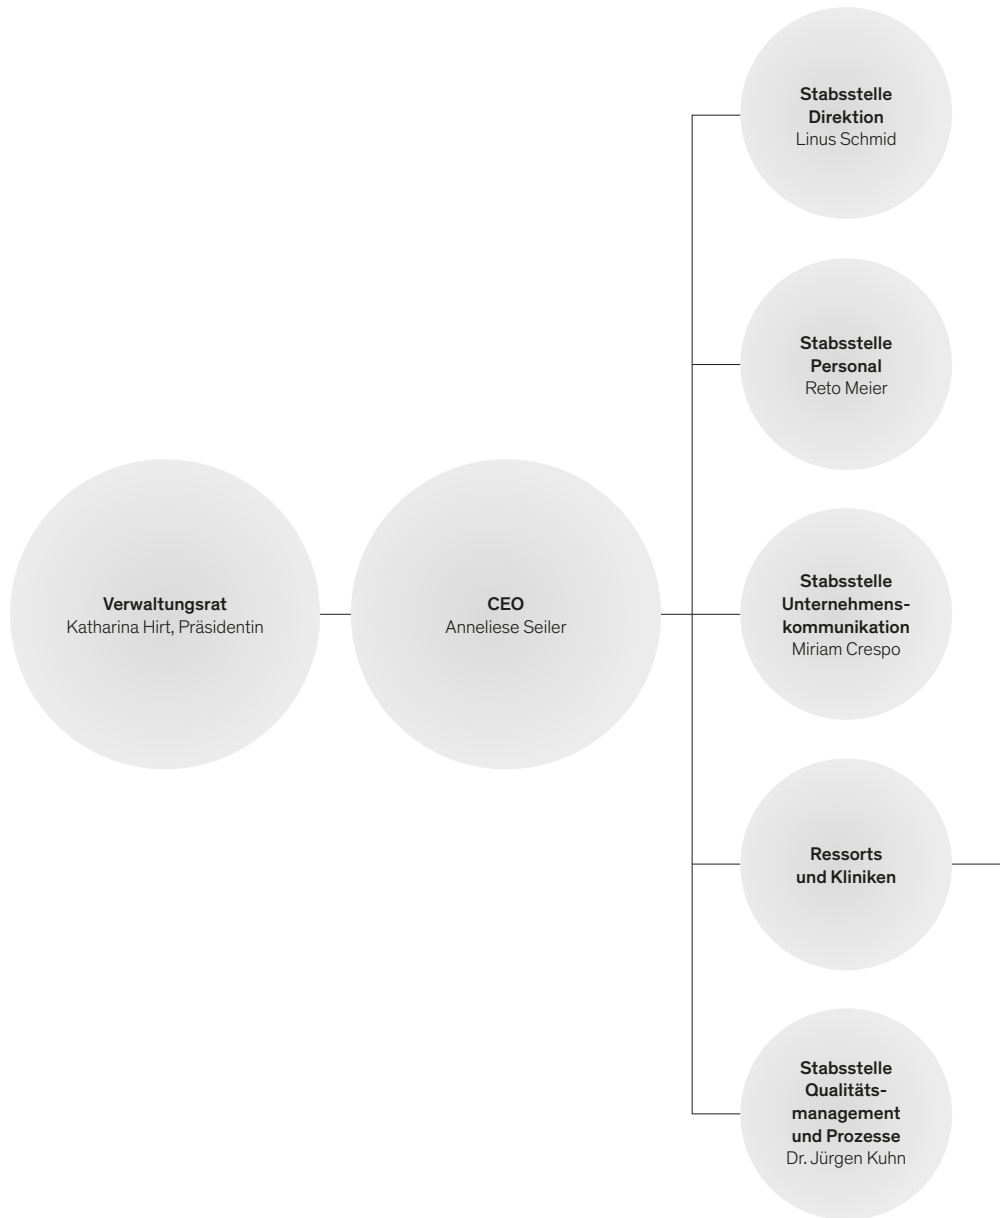 Stabsstelle
Direktion
Linus Schmid
Stabsstelle
Personal
Reto Meier
Verwaltungsrat
Katharina Hirt, Präsidentin
CEO
Anneliese Seiler
Stabsstelle
Unternehmens-
kommunikation
Miriam Crespo
Ressorts
und Kliniken
Stabsstelle
Qualitäts-
management
und Prozesse
Dr. Jürgen Kuhn